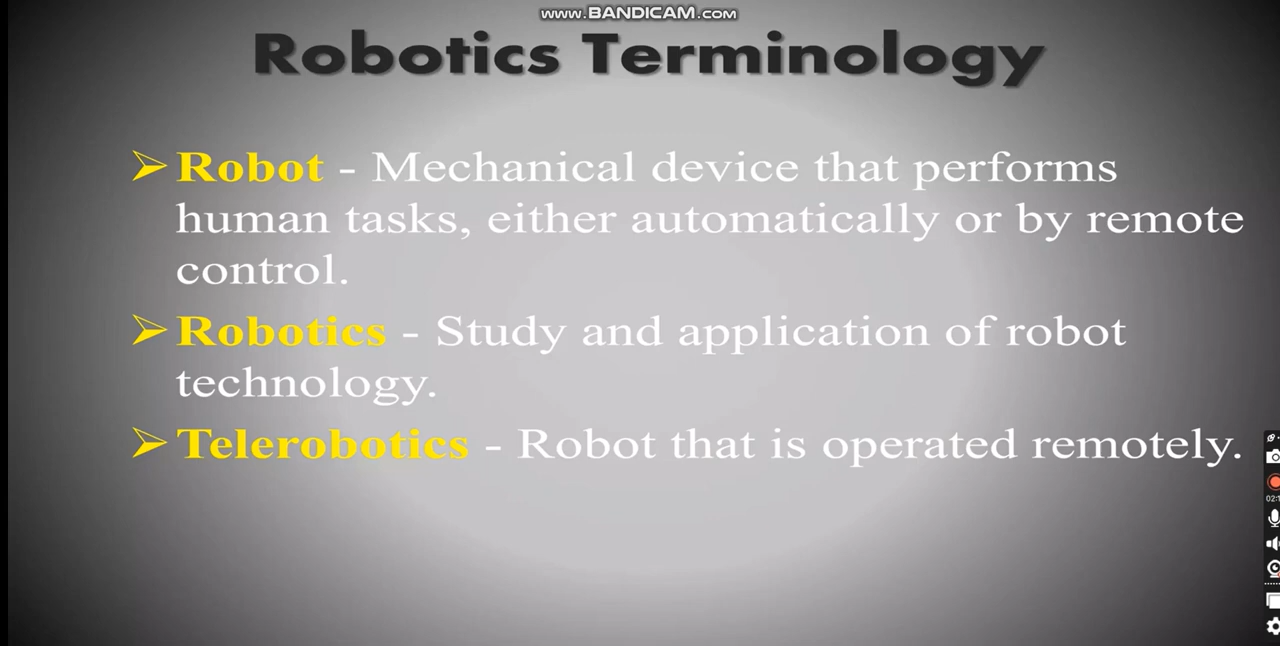 www.BANDICAM.com
Robotics Terminology
➢ Robot - Mechanical device that performs
human tasks, either automatically or by remote
control.
➢ Robotics - Study and application of robot
technology.
➢ Telerobotics - Robot that is operated remotely.